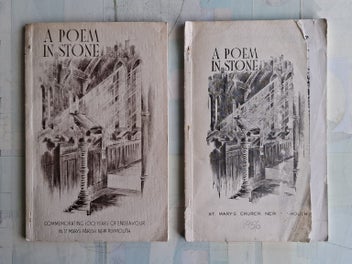 A POEM
IN STONE
COMMEMORATING 100 YEARS OF ENDEAVOUR
IN ST MARY'S PARISH NEW PLYMOUTH
A POEM
IN STONE
ST MARY'S CHURCH NEW
MOUTH